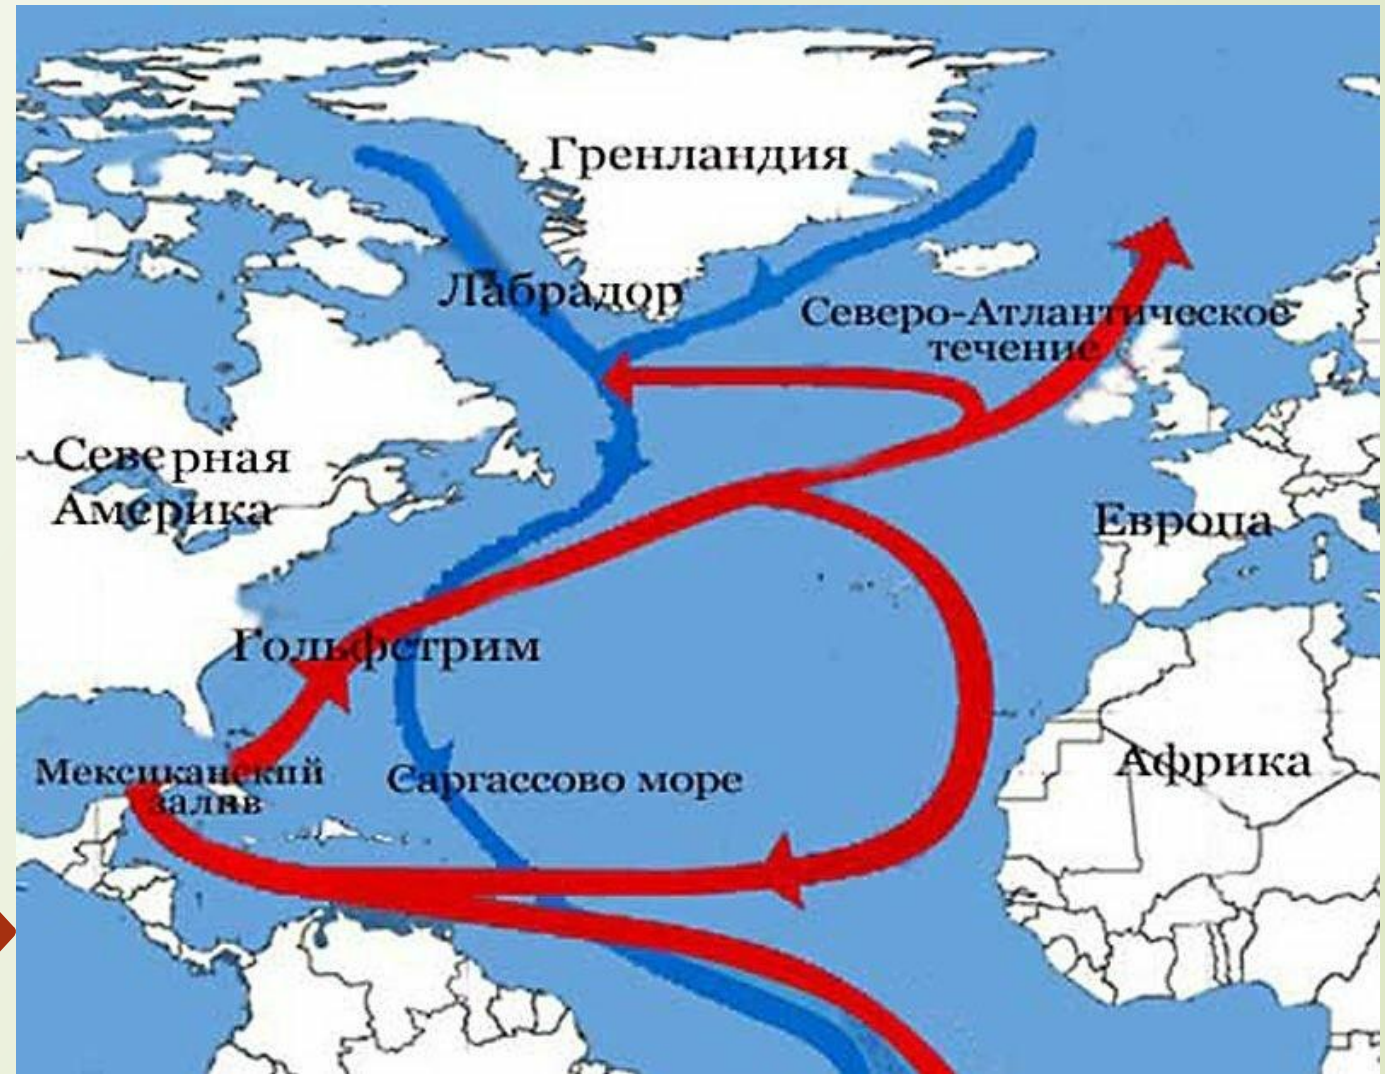 Гренландия
Лабрадор
Северо-Атлантическое
течение
Северная
Америка
Европа
Гольфстрим
Мексиканский
залив
Саргассово море
Африка